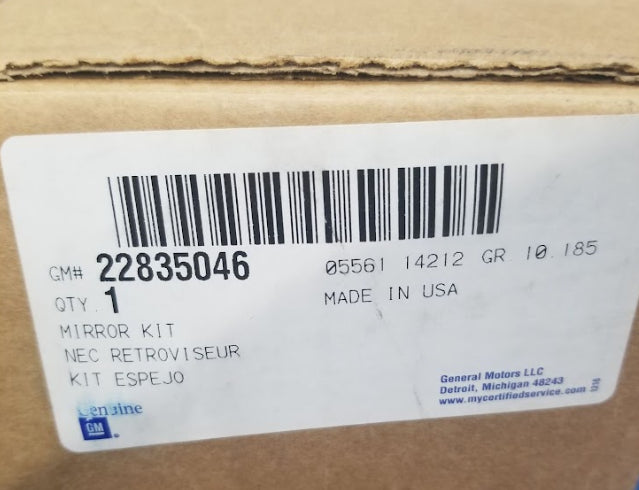 GM# 22835046
05561 14212 GR 10.185
QTY. 1
MADE IN USA
MIRROR KIT
NEC RETROVISEUR
KIT ESPEJO
General Motors LLC
Detroit, Michigan 48243
www.mycertifiedservice.com
Genuine
GM